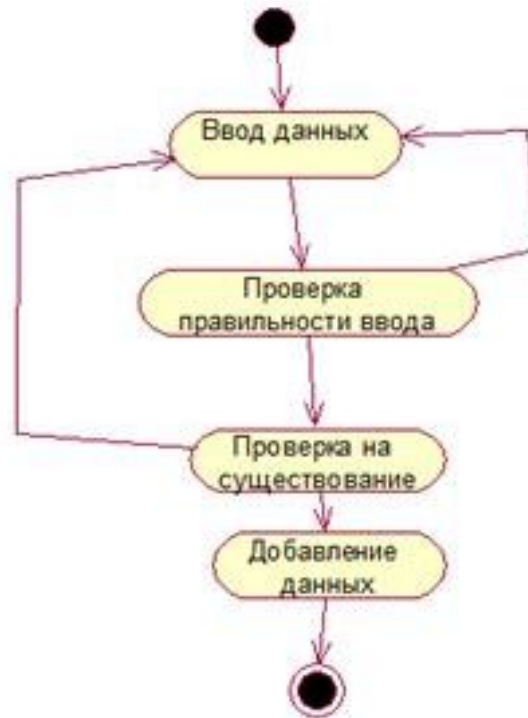 Ввод данных
Проверка
правильности ввода
Проверка на
существование
Добавление
данных